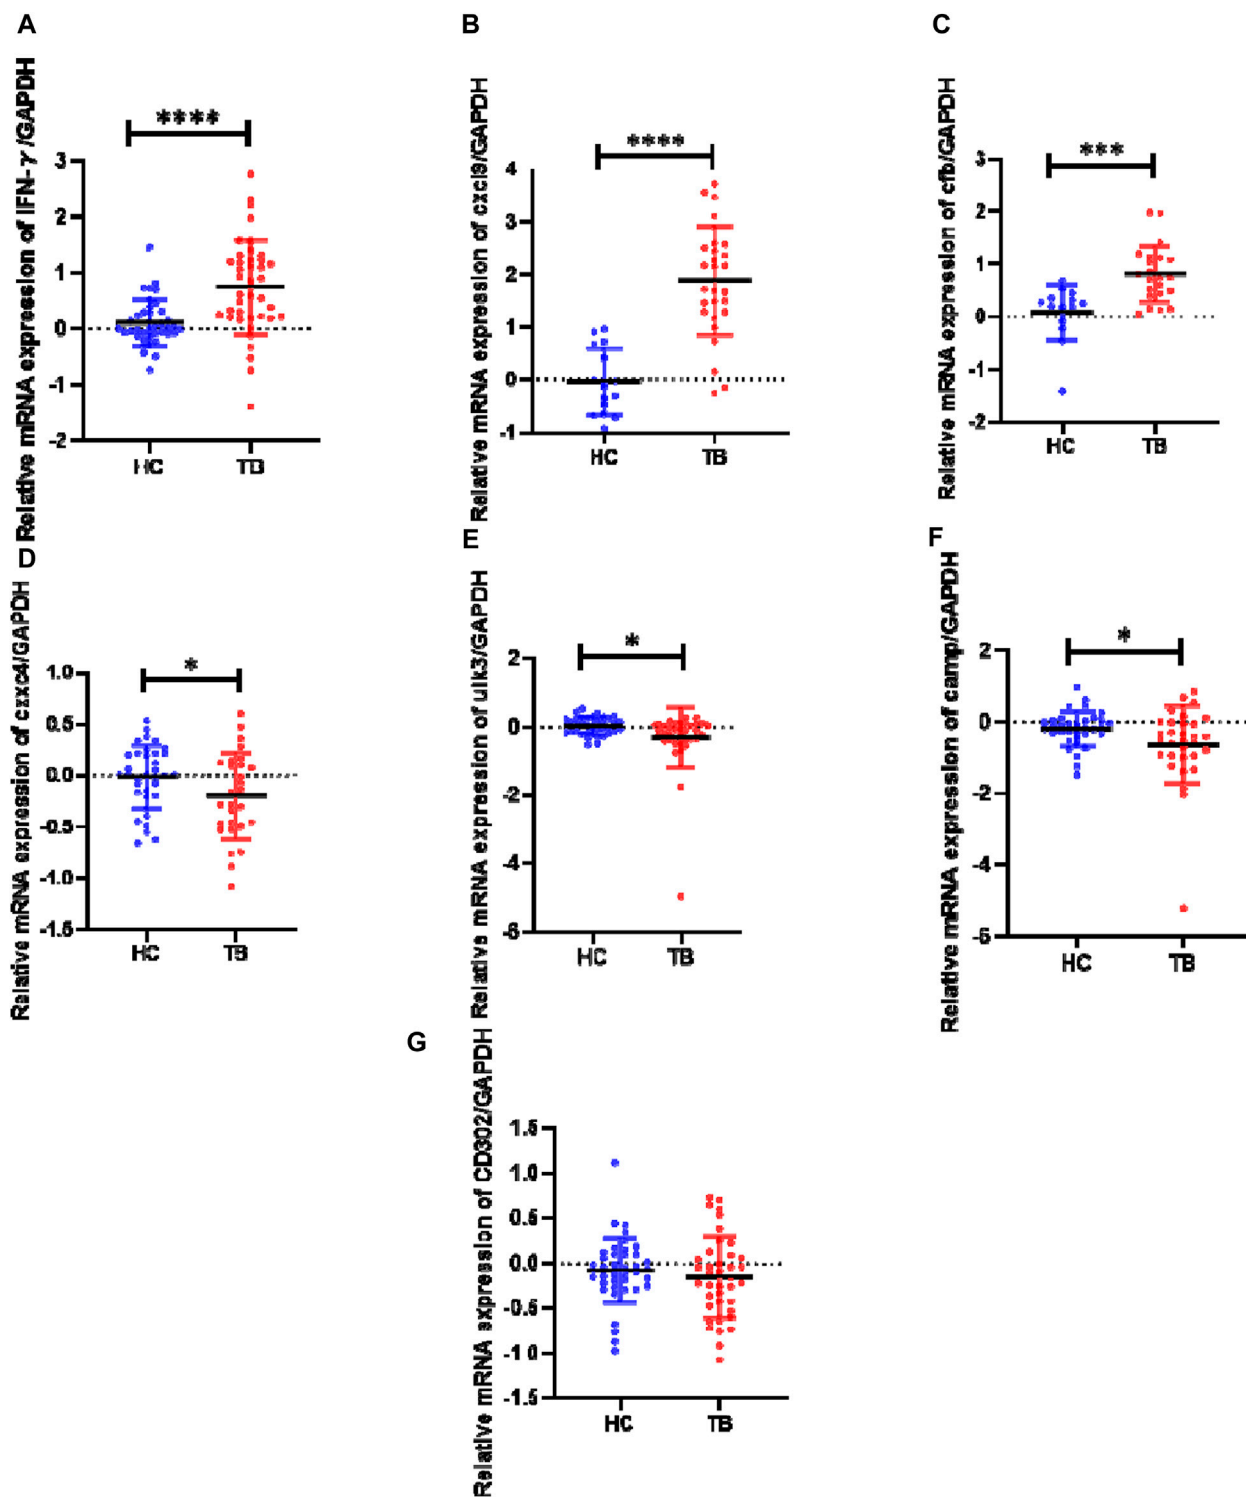 A
Relative mRNA expression of IFN-γ/GAPDH
****
3
2
1
0
-1
-2
HC
TB
B
Relative mRNA expression of cxcl9/GAPDH
****
4
3
2
1
0
-1
HC
TB
C
Relative mRNA expression of cfb/GAPDH
***
3
2
1
0
-1
-2
HC
TB
D
Relative mRNA expression of cxxc4/GAPDH
*
1.0
0.5
0.0
-0.5
-1.0
-1.5
HC
TB
E
Relative mRNA expression of ulk3/GAPDH
*
2
0
-2
-4
-6
HC
TB
F
Relative mRNA expression of camp/GAPDH
*
2
0
-2
-4
-6
HC
TB
G
Relative mRNA expression of CD302/GAPDH
1.5
1.0
0.5
0.0
-0.5
-1.0
-1.5
HC
TB